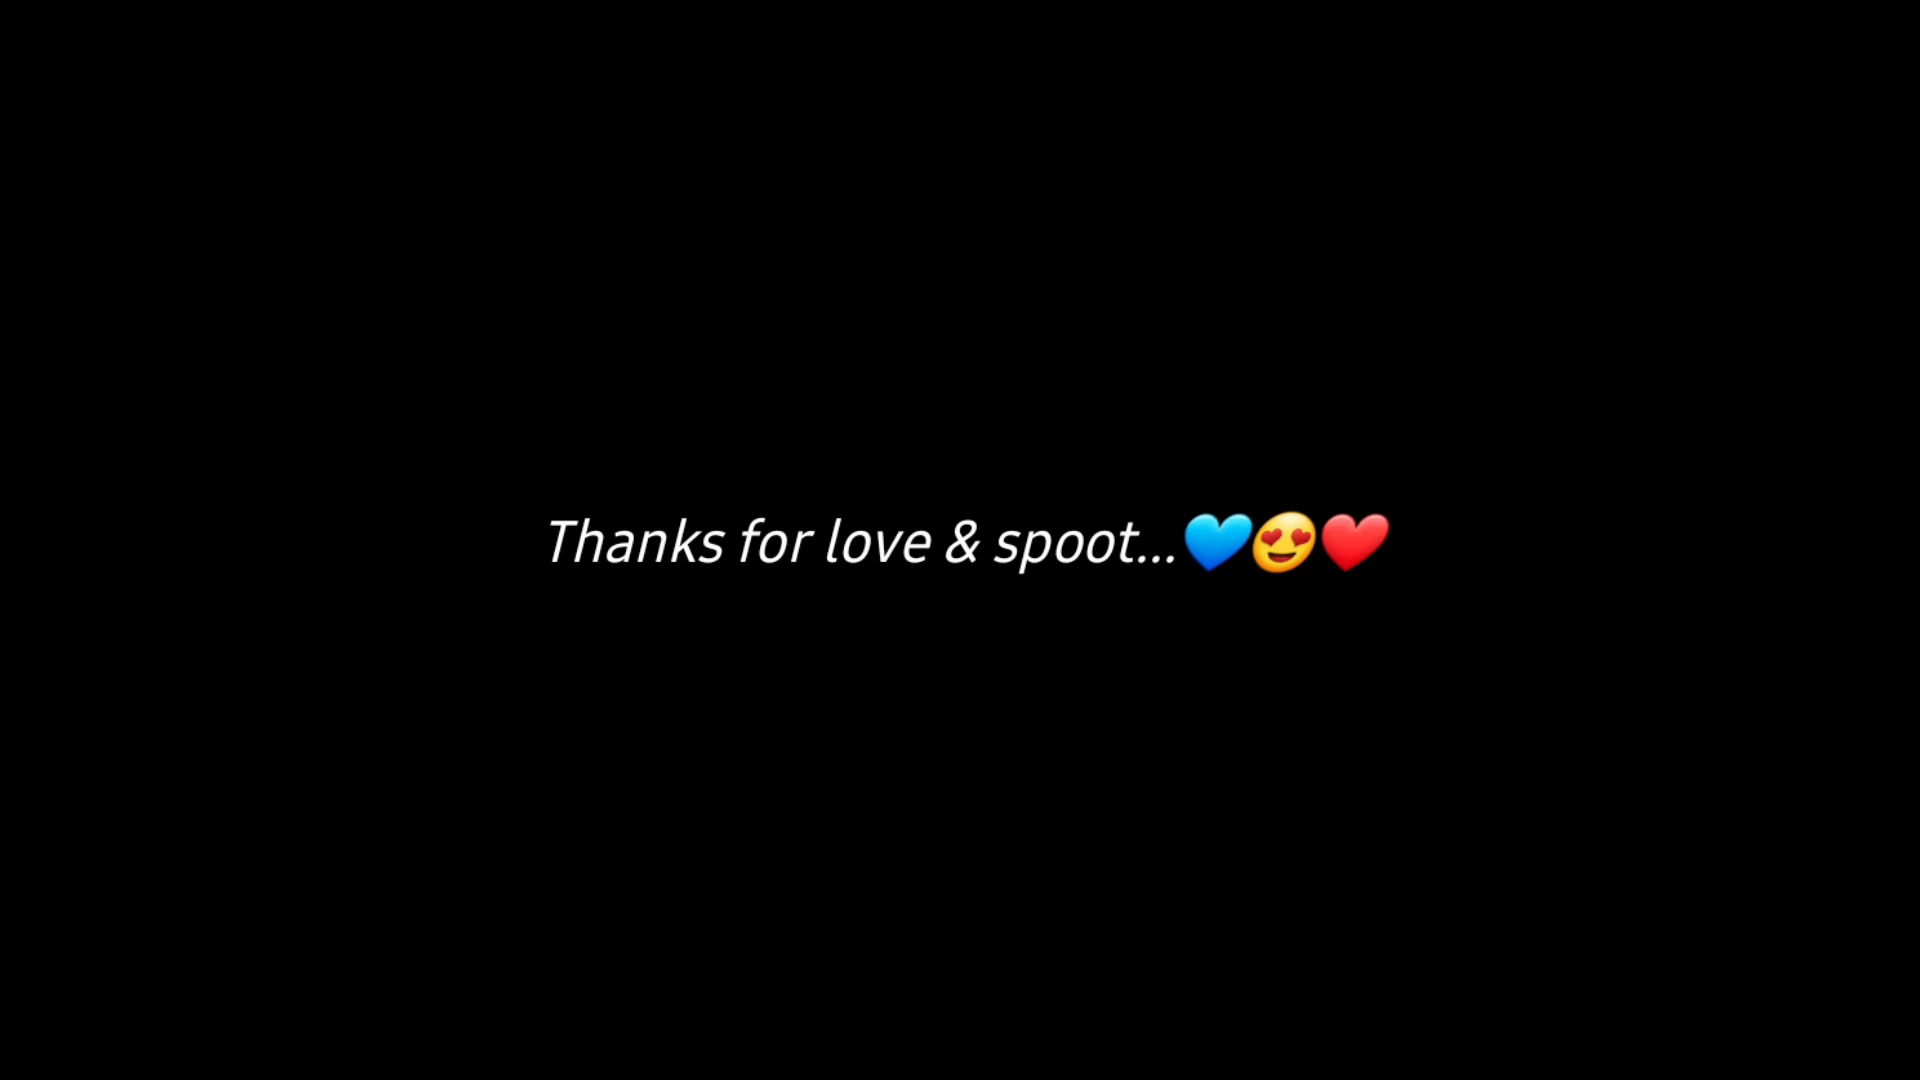 Thanks for love & spoot...💙😍❤️